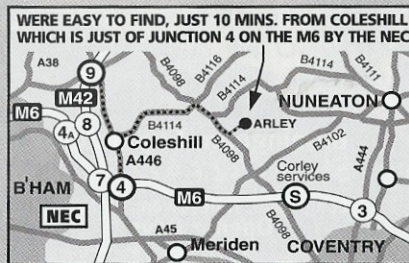 WERE EASY TO FIND, JUST 10 MINS. FROM COLESHILL
WHICH IS JUST OF JUNCTION 4 ON THE M6 BY THE NEC
A38
9
B4098
B4116
B4114
B4114
B4111
M42
NUNEATON
M6
8
4A
B4114
ARLEY
Coleshill
A446
B4098
B4102
A444
Corley
services
B'HAM
7
4
M6
S
3
NEC
A45
B4098
Meriden
COVENTRY